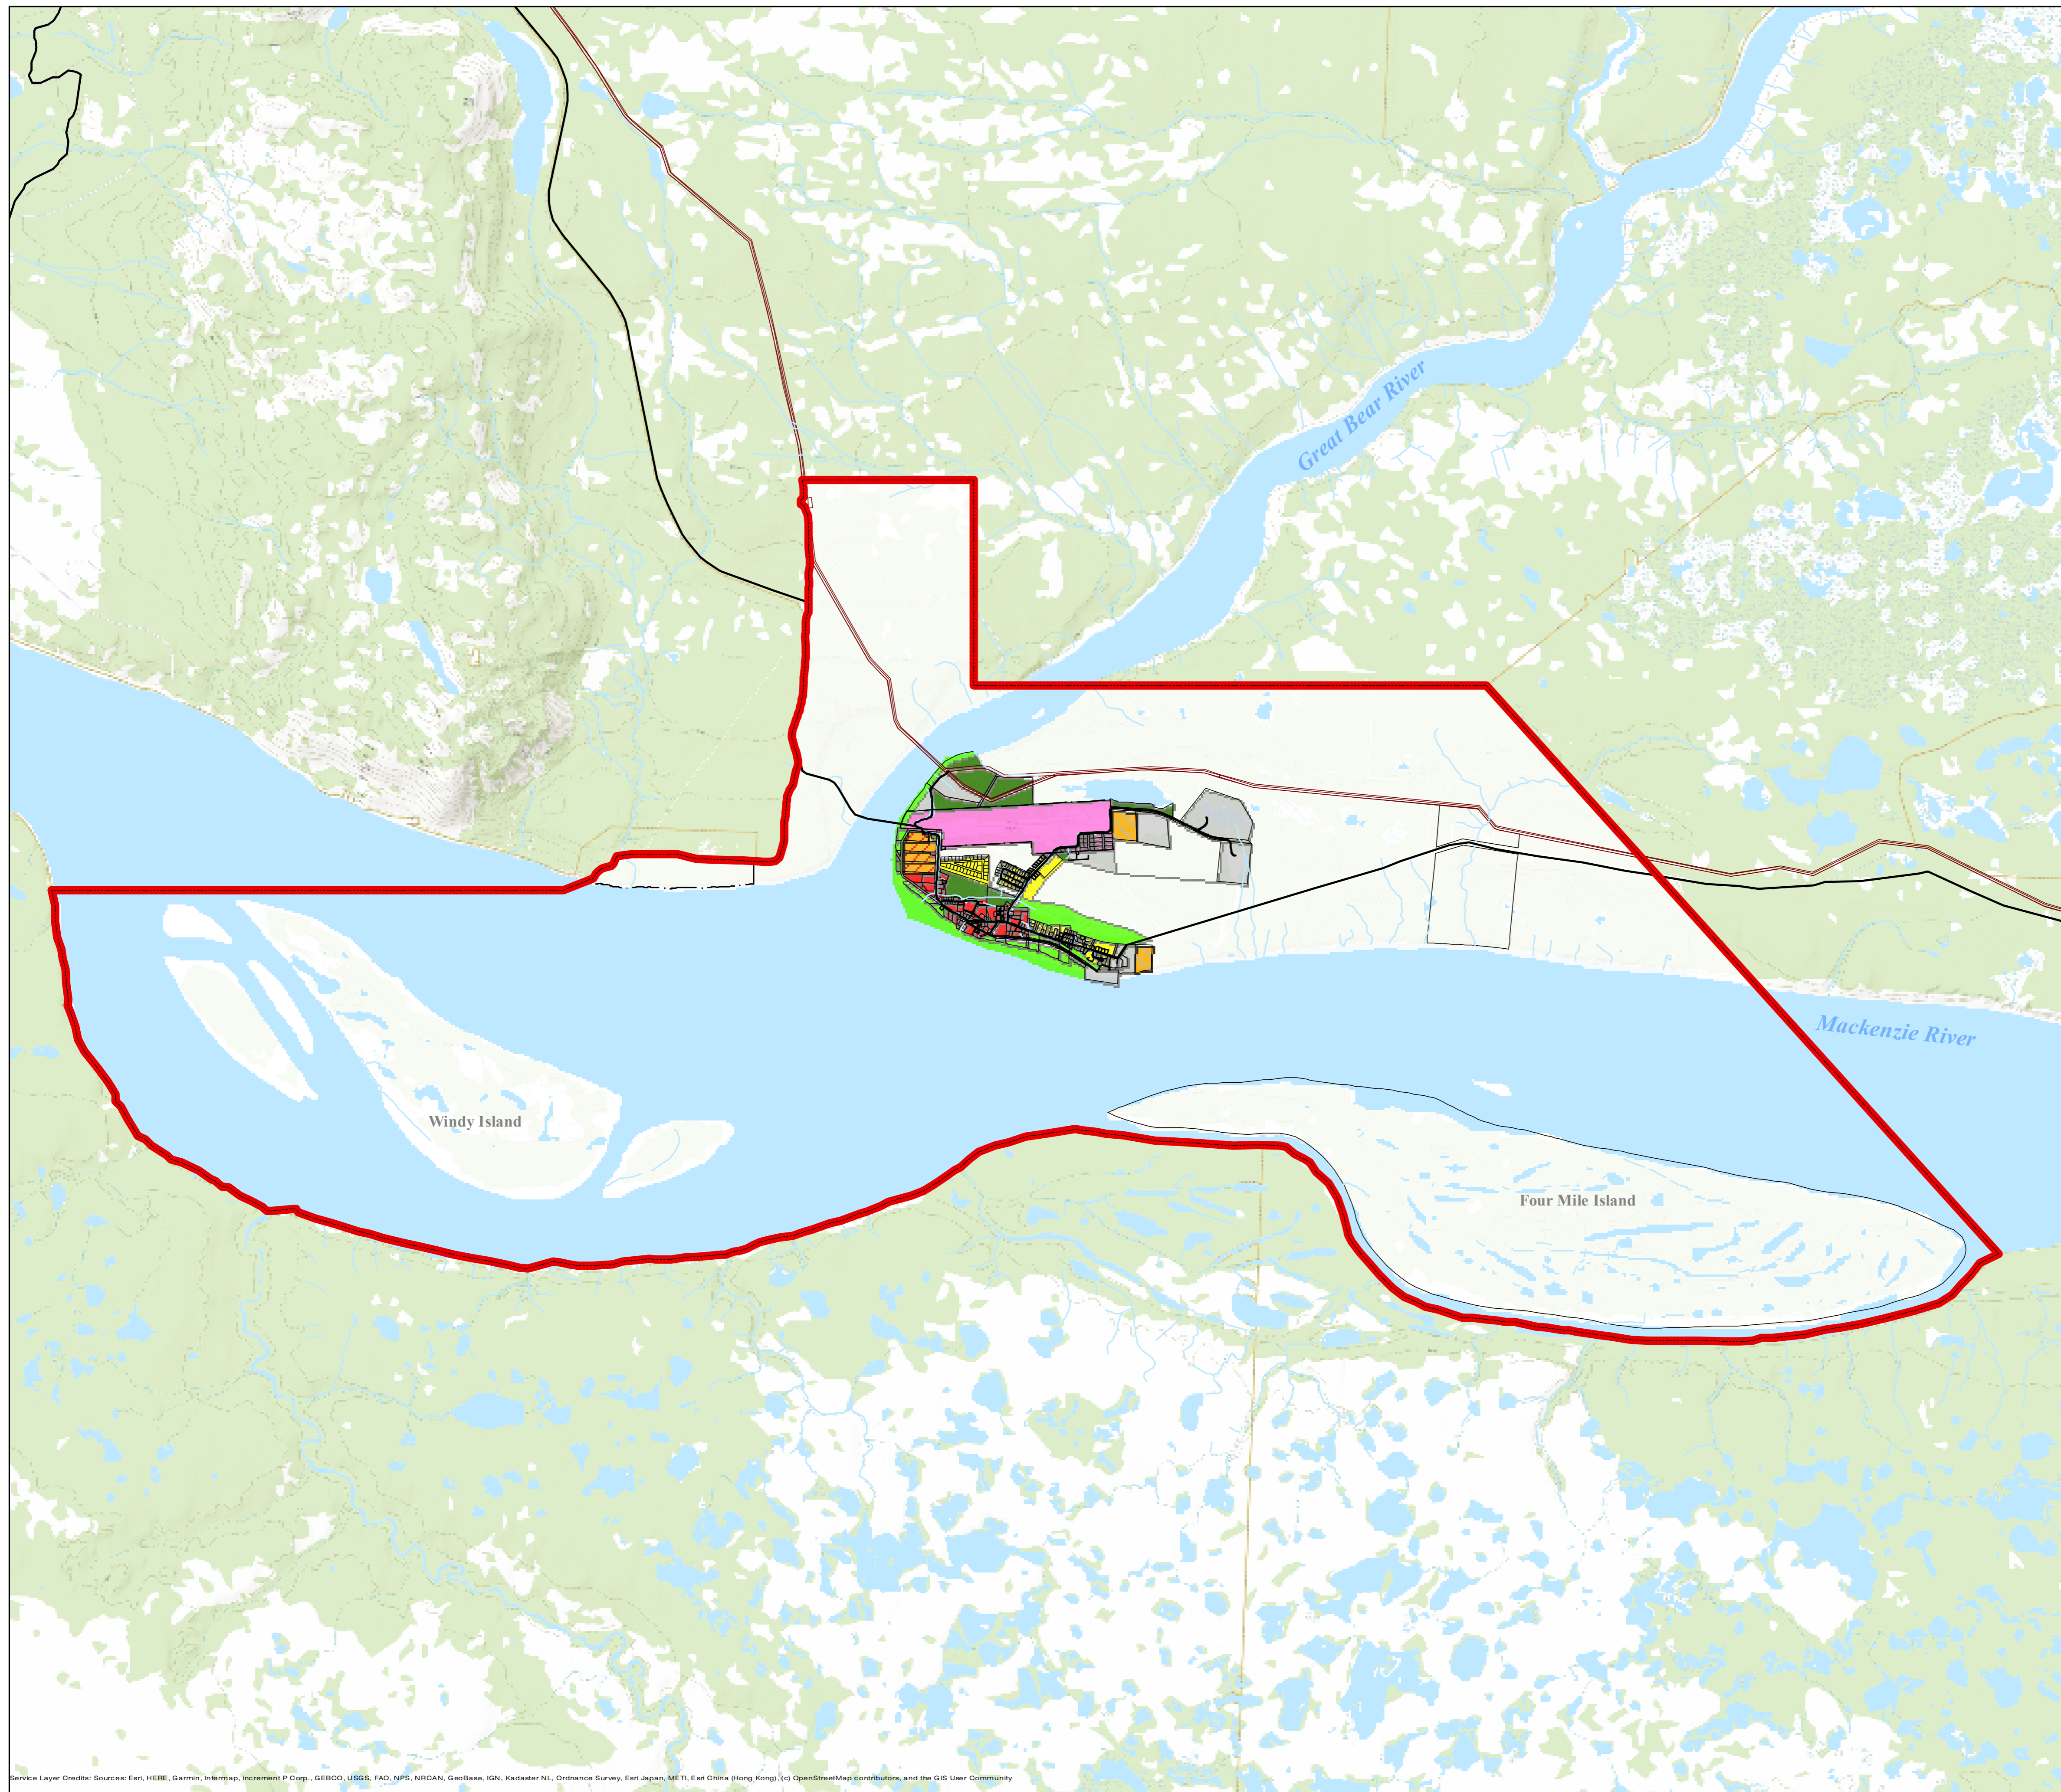 Great Bear River
Mackenzie River
Windy Island
Four Mile Island
Service Layer Credits: Sources: Esri, HERE, Garmin, Intermap, increment P Corp., GEBCO, USGS, FAO, NPS, NRCAN, GeoBase, IGN, Kadaster NL, Ordnance Survey, Esri Japan, METI, Esri China (Hong Kong), (c) OpenStreetMap contributors, and the GIS User Community